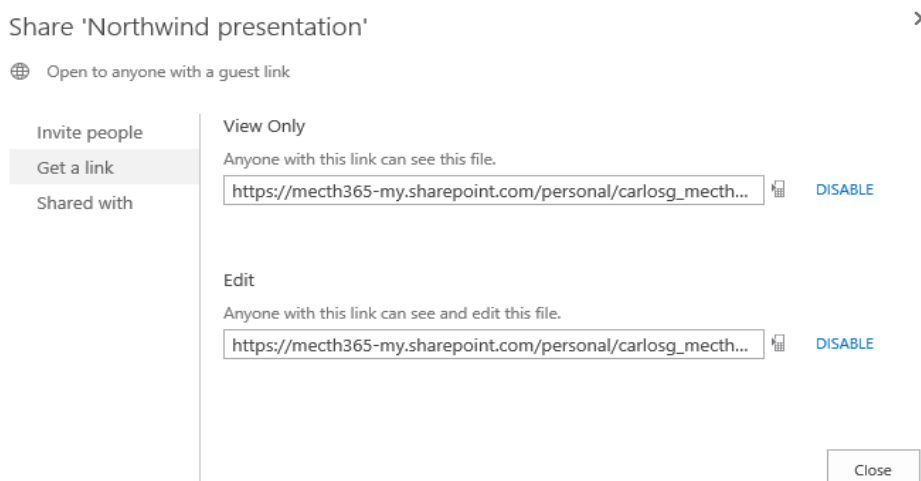 Share 'Northwind presentation'
Open to anyone with a guest link
Invite people
Get a link
Shared with
View Only
Anyone with this link can see this file.
https://mecth365-my.sharepoint.com/personal/carlosg_mecth...
DISABLE
Edit
Anyone with this link can see and edit this file.
https://mecth365-my.sharepoint.com/personal/carlosg_mecth...
DISABLE
Close